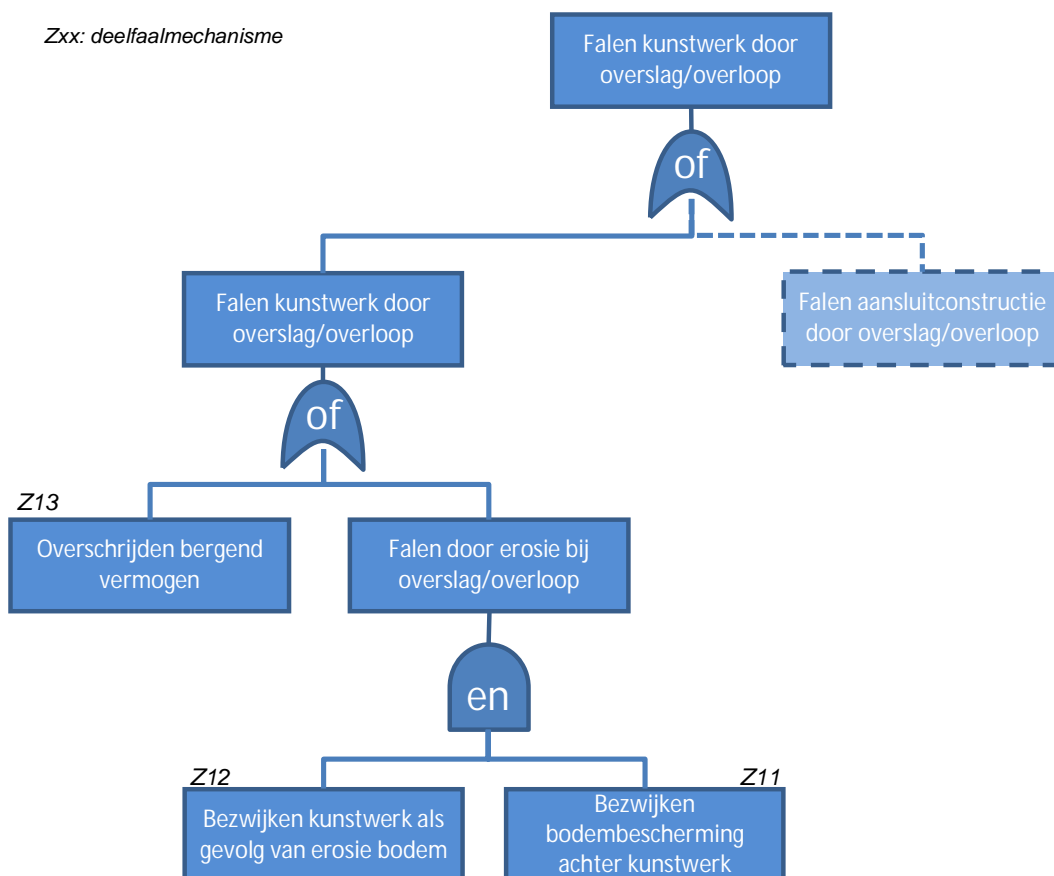 Zxx: deelfaalmechanisme
Falen kunstwerk door
overslag/overloop
of
Falen kunstwerk door
overslag/overloop
Falen aansluitconstructie
door overslag/overloop
of
Z13
Overschrijden bergend
vermogen
Falen door erosie bij
overslag/overloop
en
Z12
Bezwijken kunstwerk als
gevolg van erosie bodem
Z11
Bezwijken
bodembescherming
achter kunstwerk